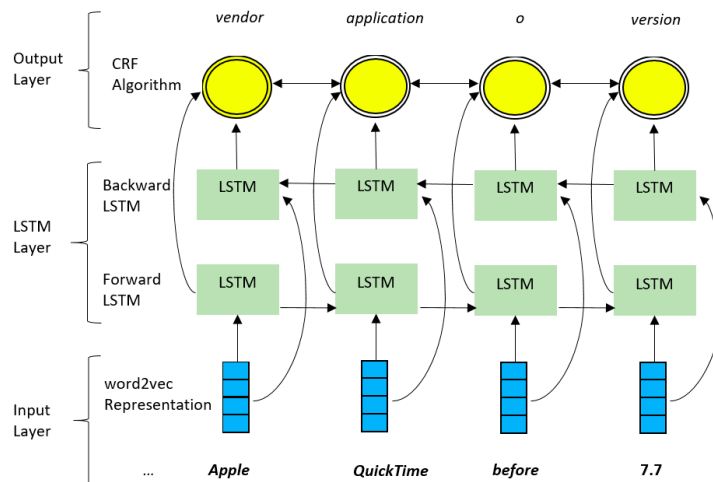 vendor application o version
Output
Layer
CRF
Algorithm
Backward
LSTM
LSTM LSTM LSTM LSTM
LSTM
Layer
Forward
LSTM
LSTM LSTM LSTM LSTM
word2vec
Representation
Input
Layer
... Apple QuickTime before 7.7